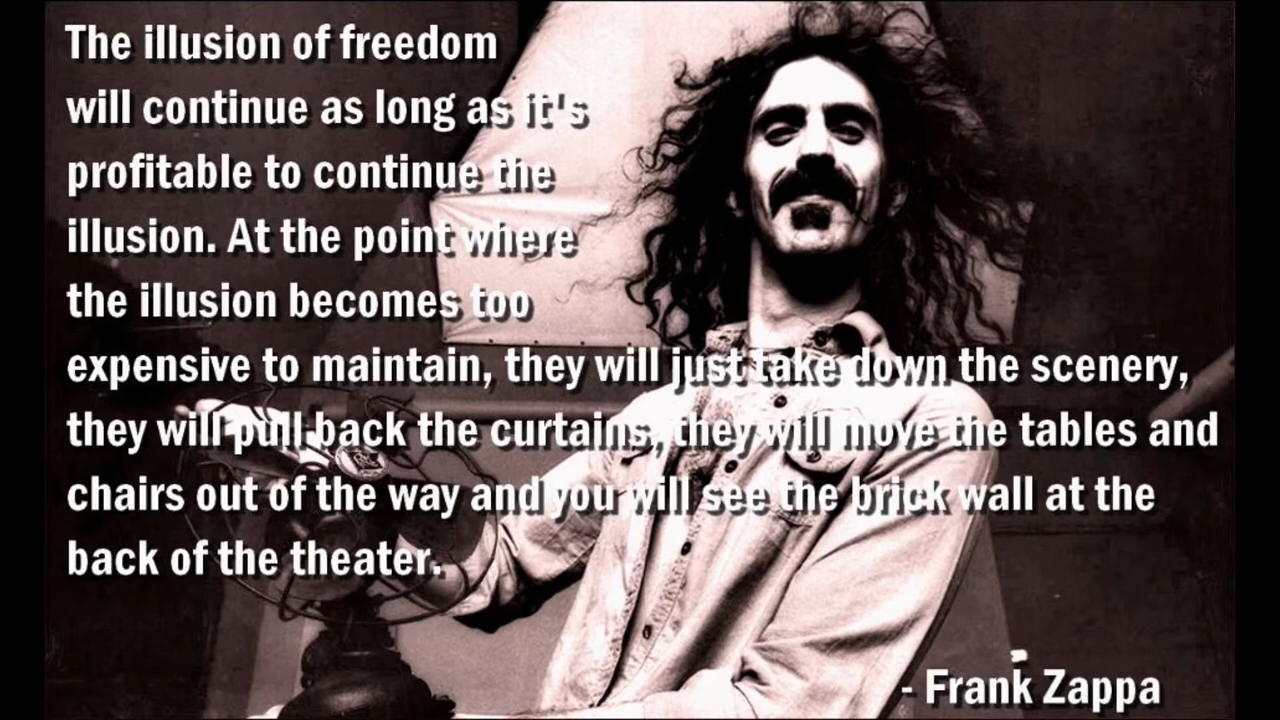 The illusion of freedom
will continue as long as it's
profitable to continue the
illusion. At the point where
the illusion becomes too
expensive to maintain, they will just take down the scenery,
they will pull back the curtains, they will move the tables and
chairs out of the way and you will see the brick wall at the
back of the theater.
- Frank Zappa